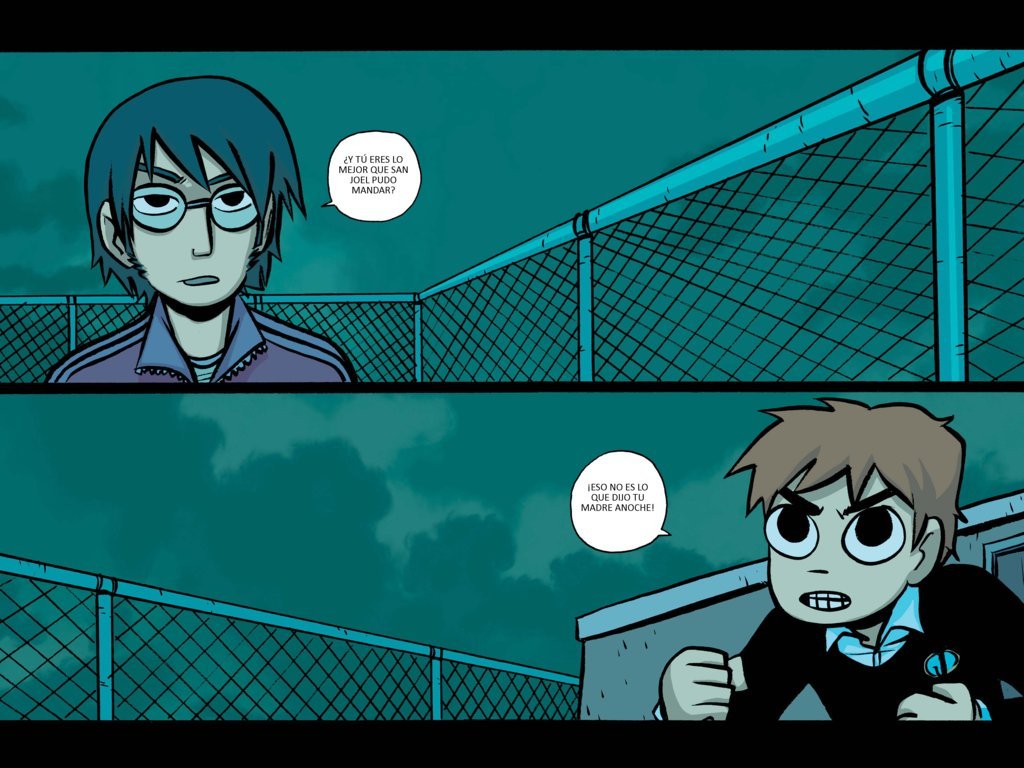 ¿Y TÚ ERES LO
MEJOR QUE SAN
JOEL PUDO
MANDAR?
¡ESO NO ES LO
QUE DIJO TU
MADRE ANOCHE!